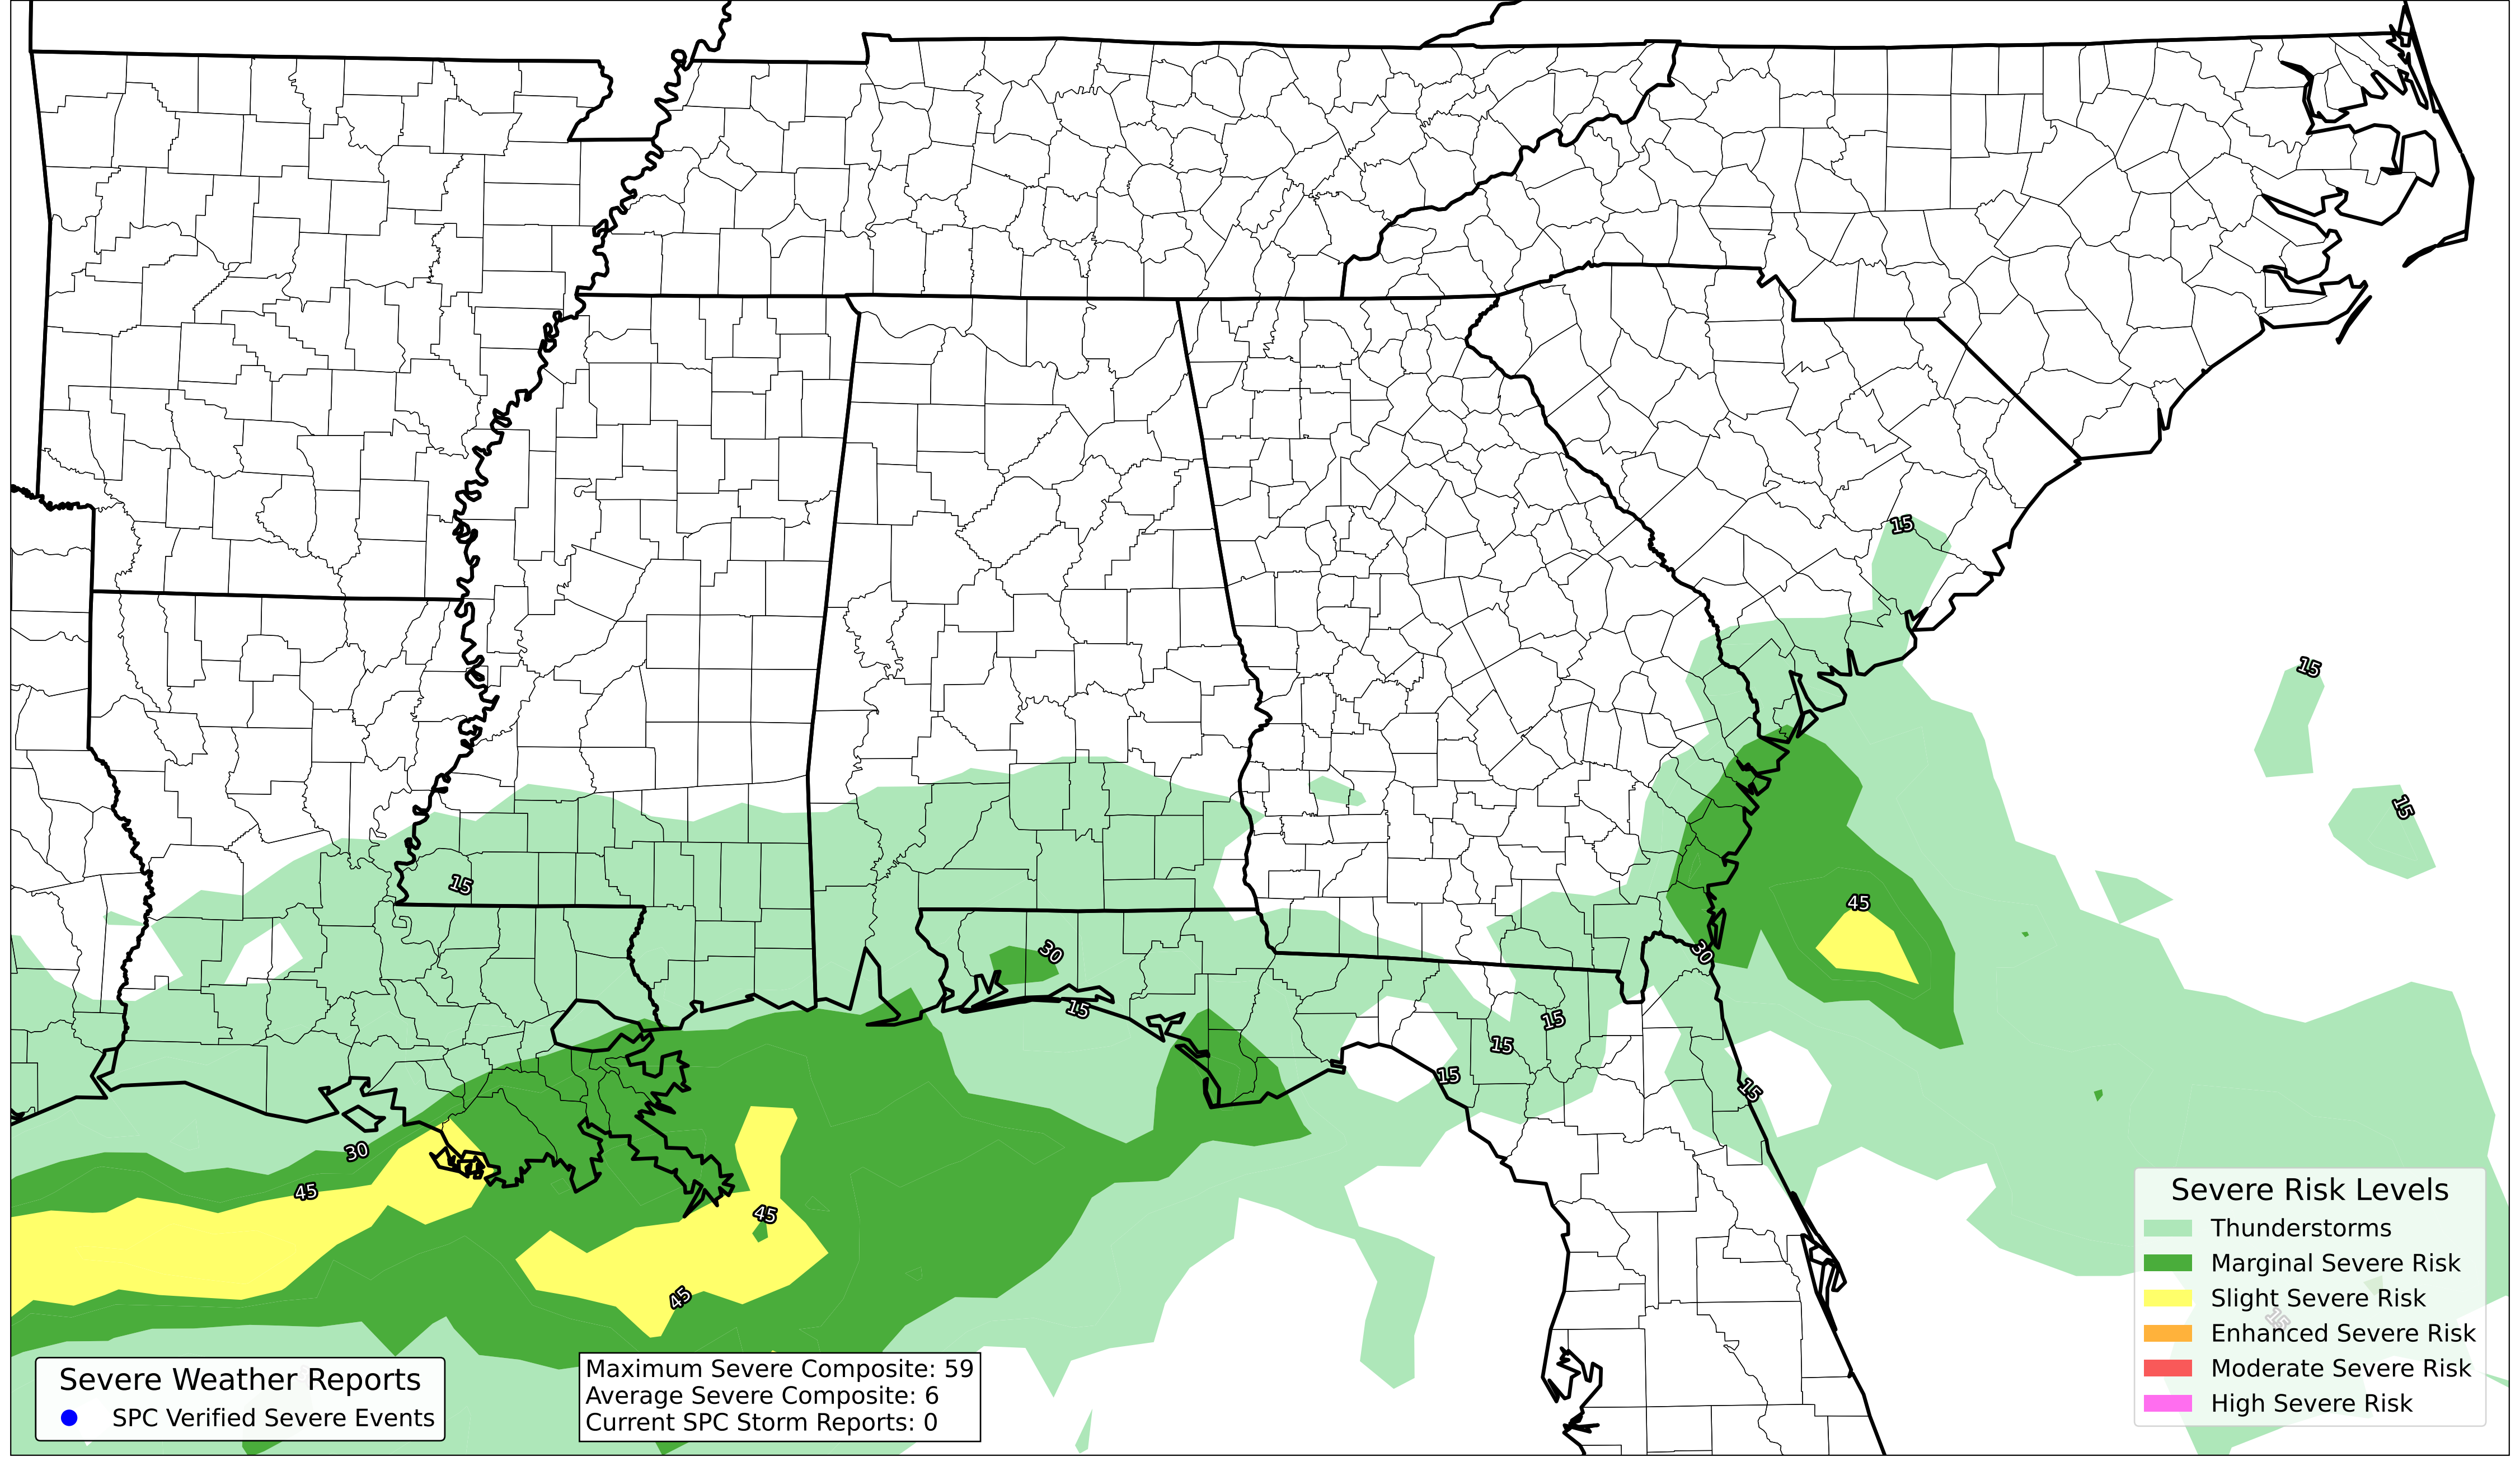 15
15
15
15
45
30
30
15
15
15
15
15
30
45
45
45
Severe Risk Levels
Thunderstorms
Marginal Severe Risk
Slight Severe Risk
15
Enhanced Severe Risk
Moderate Severe Risk
High Severe Risk
Severe Weather Reports
SPC Verified Severe Events
Maximum Severe Composite: 59
Average Severe Composite: 6
Current SPC Storm Reports: 0